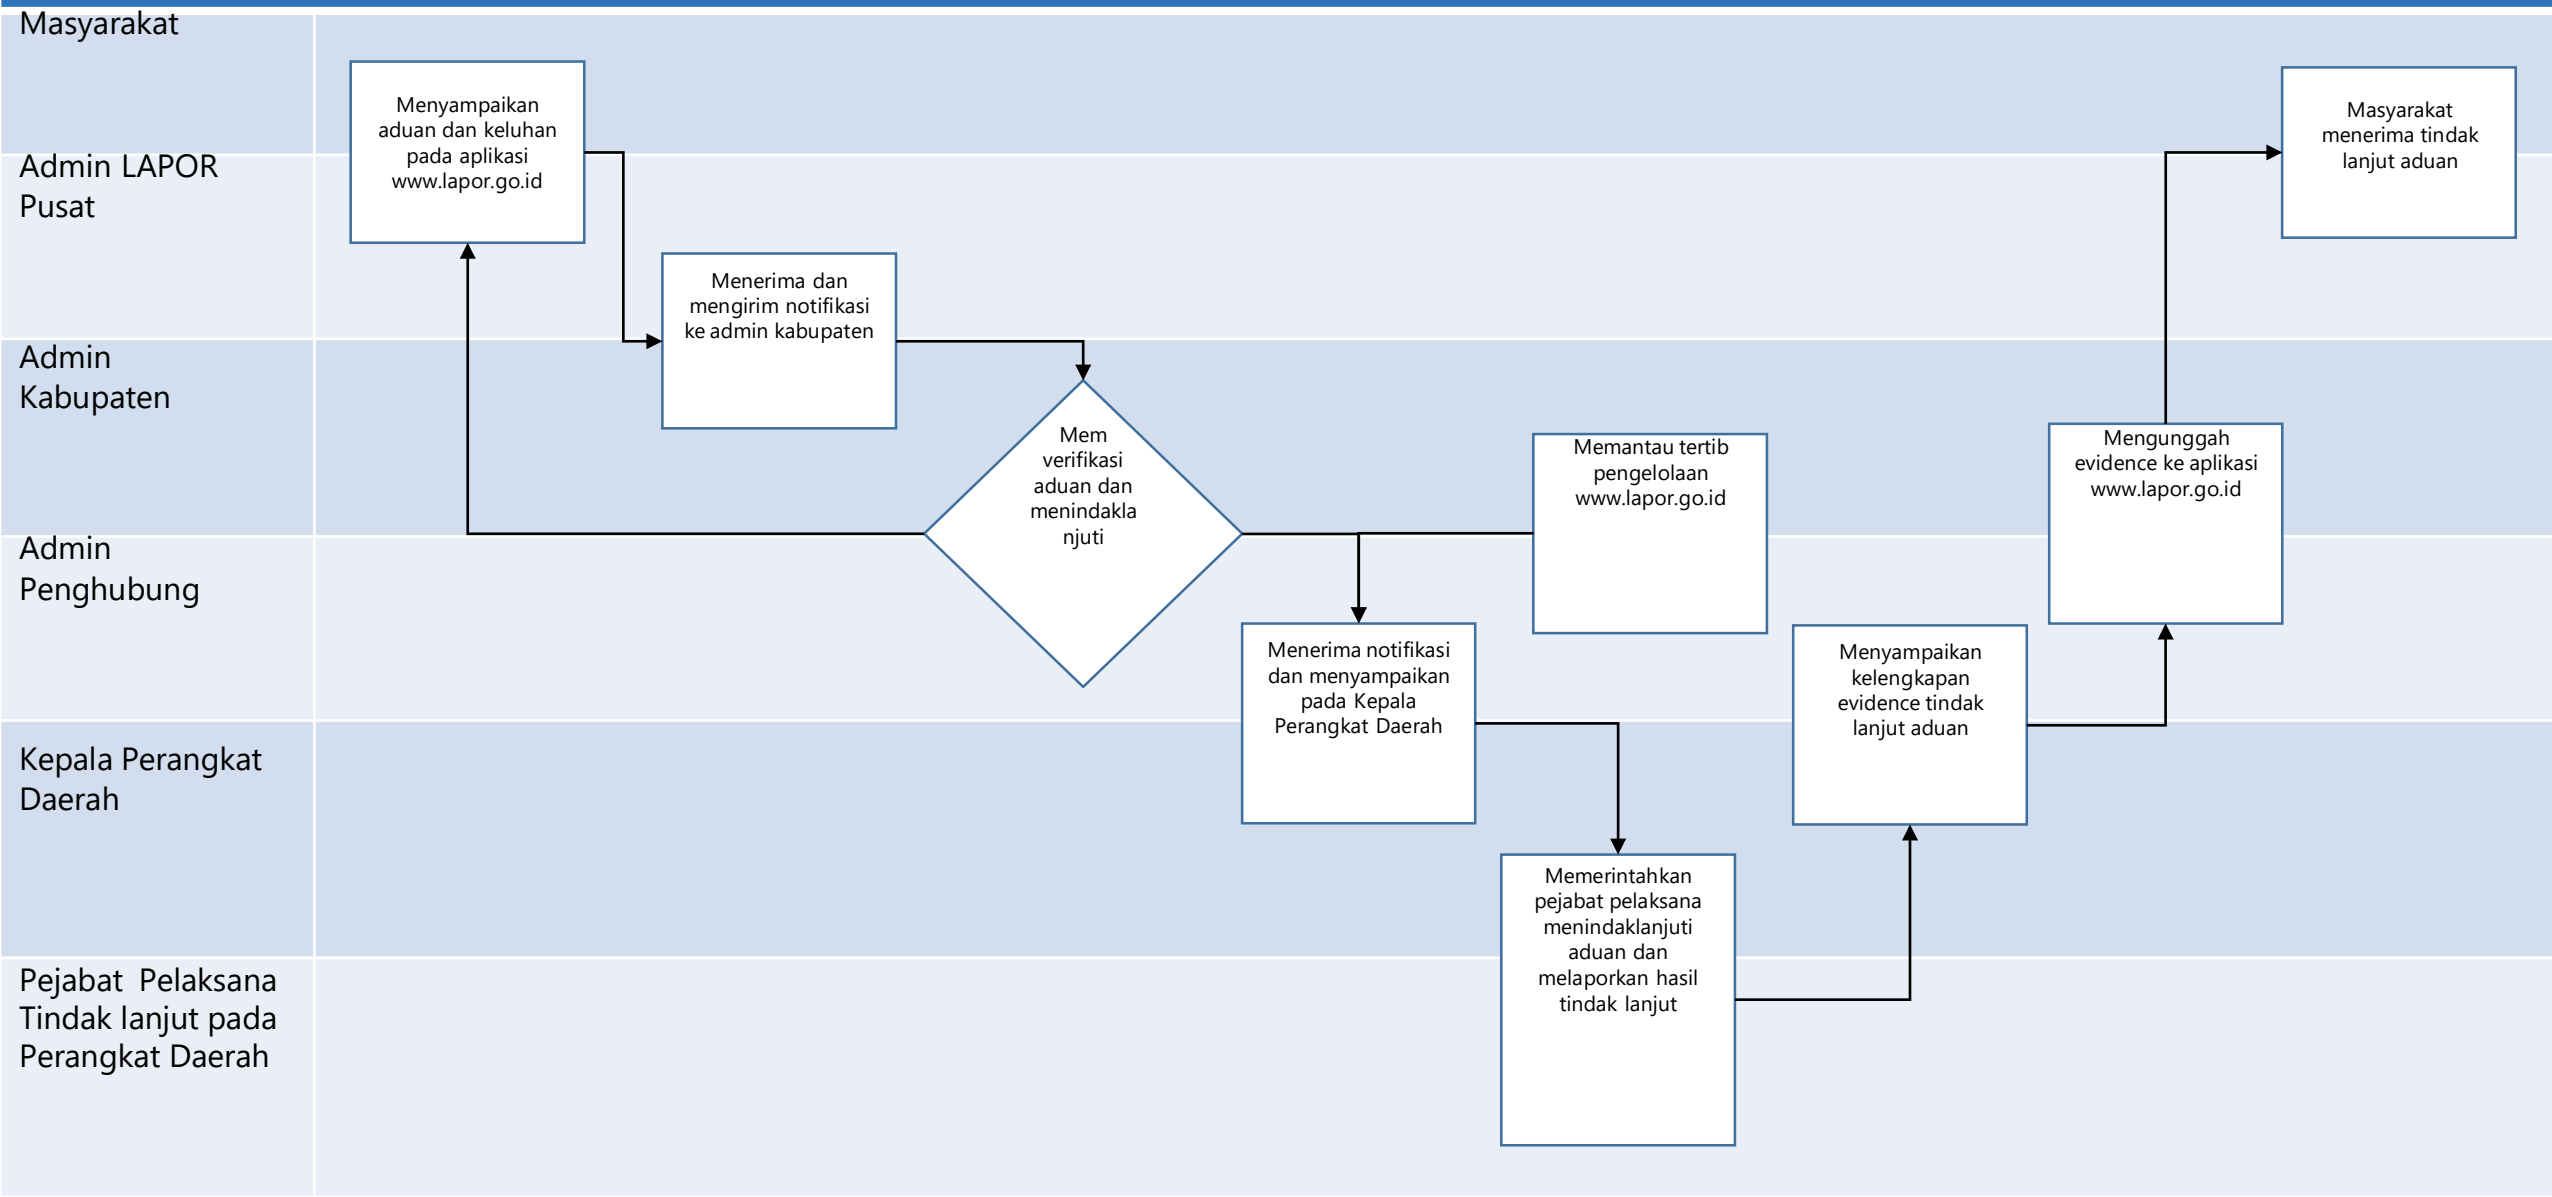 Masyarakat
Menyampaikan
aduan dan keluhan
pada aplikasi
www.lapor.go.id
Masyarakat
menerima tindak
lanjut aduan
Admin LAPOR
Pusat
Menerima dan
mengirim notifikasi
ke admin kabupaten
Admin
Kabupaten
Mem
verifikasi
aduan dan
menindakla
njuti
Memantau tertib
pengelolaan
www.lapor.go.id
Mengunggah
evidence ke aplikasi
www.lapor.go.id
Admin
Penghubung
Menerima notifikasi
dan menyampaikan
pada Kepala
Perangkat Daerah
Menyampaikan
kelengkapan
evidence tindak
lanjut aduan
Kepala Perangkat
Daerah
Memerintahkan
pejabat pelaksana
menindaklanjuti
aduan dan
melaporkan hasil
tindak lanjut
Pejabat Pelaksana
Tindak lanjut pada
Perangkat Daerah